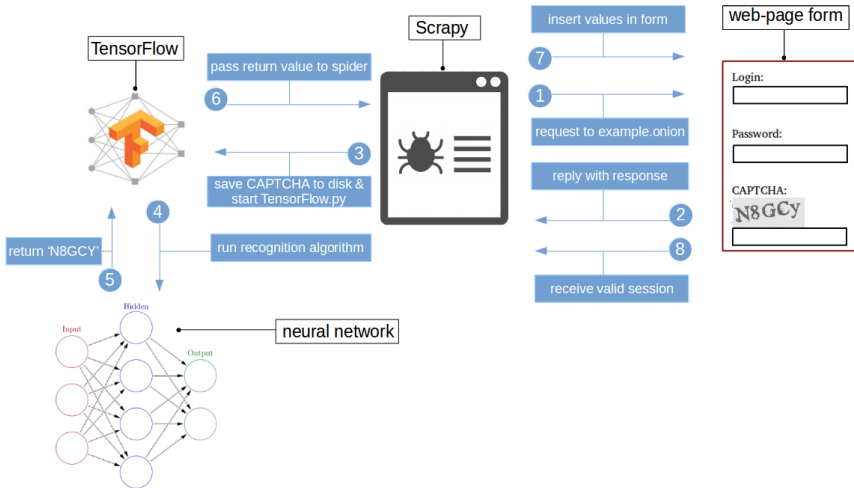 TensorFlow
Scrapy
insert values in form
web-page form
pass return value to spider
7
6
1
request to example.onion
3
save CAPTCHA to disk &
start TensorFlow.py
reply with response
4
2
return 'N8GCY'
run recognition algorithm
8
5
receive valid session
Login:
Password:
CAPTCHA:
N8GCy
neural network
Input
Hidden
Output